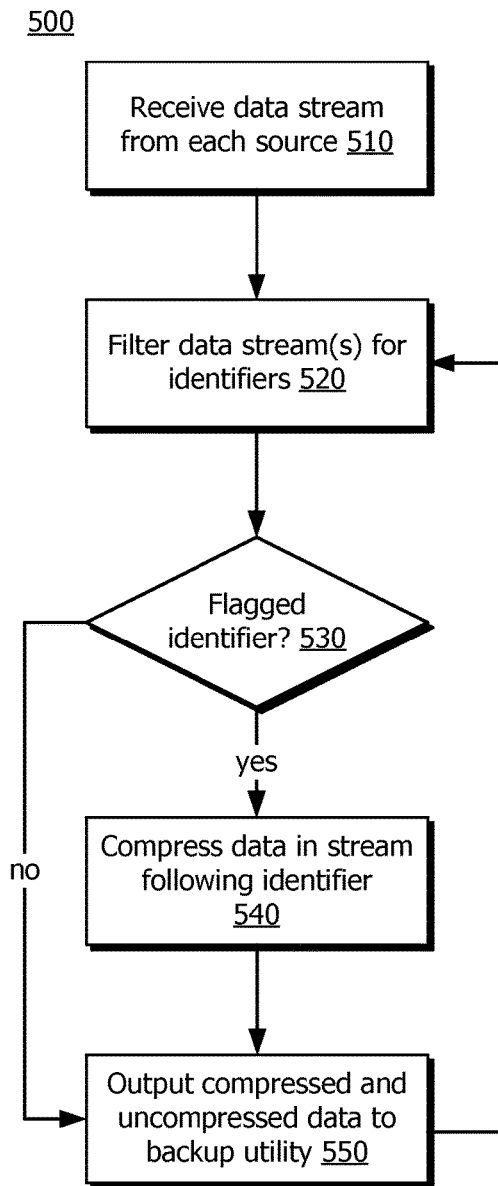 500
Receive data stream
from each source 510
Filter data stream(s) for
identifiers 520
Flagged
identifier? 530
yes
no
Compress data in stream
following identifier
540
Output compressed and
uncompressed data to
backup utility 550